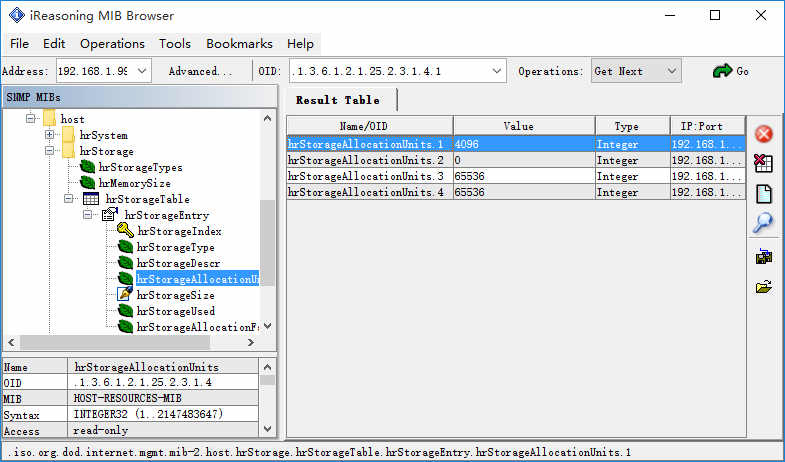 iReasoning MIB Browser
File Edit Operations Tools Bookmarks Help
Address: 192.168.1.99 Advanced... OID: .1.3.6.1.2.1.25.2.3.1.4.1 Operations: Get Next Go
SNMP MIBs
host
hrSystem
hrStorage
hrStorageTypes
hrMemorySize
hrStorageTable
hrStorageEntry
hrStorageIndex
hrStorageType
hrStorageDescr
hrStorageAllocationU
hrStorageSize
hrStorageUsed
hrStorageAllocationF
Name hrStorageAllocationUnits
OID .1.3.6.1.2.1.25.2.3.1.4
MIB HOST-RESOURCES-MIB
Syntax INTEGER32 (1..2147483647)
Access read-only
Result Table
Name/OID Value Type IP:Port
hrStorageAllocationUnits.1 4096 Integer 192.168.1...
hrStorageAllocationUnits.2 0 Integer 192.168.1...
hrStorageAllocationUnits.3 65536 Integer 192.168.1...
hrStorageAllocationUnits.4 65536 Integer 192.168.1...
.iso.org.dod.internet.mgmt.mib-2.host.hrStorage.hrStorageTable.hrStorageEntry.hrStorageAllocationUnits.1